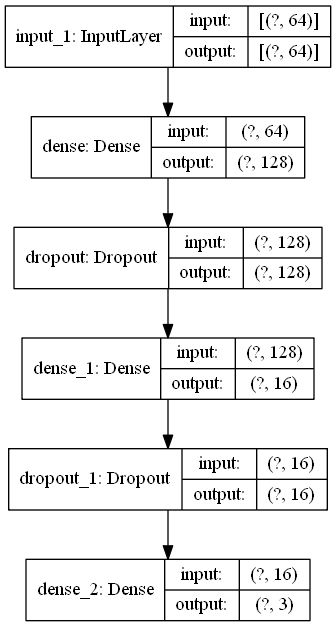 input_1: InputLayer
input: [(?, 64)]
output: [(?, 64)]
dense: Dense
input: (?, 64)
output: (?, 128)
dropout: Dropout
input: (?, 128)
output: (?, 128)
dense_1: Dense
input: (?, 128)
output: (?, 16)
dropout_1: Dropout
input: (?, 16)
output: (?, 16)
dense_2: Dense
input: (?, 16)
output: (?, 3)